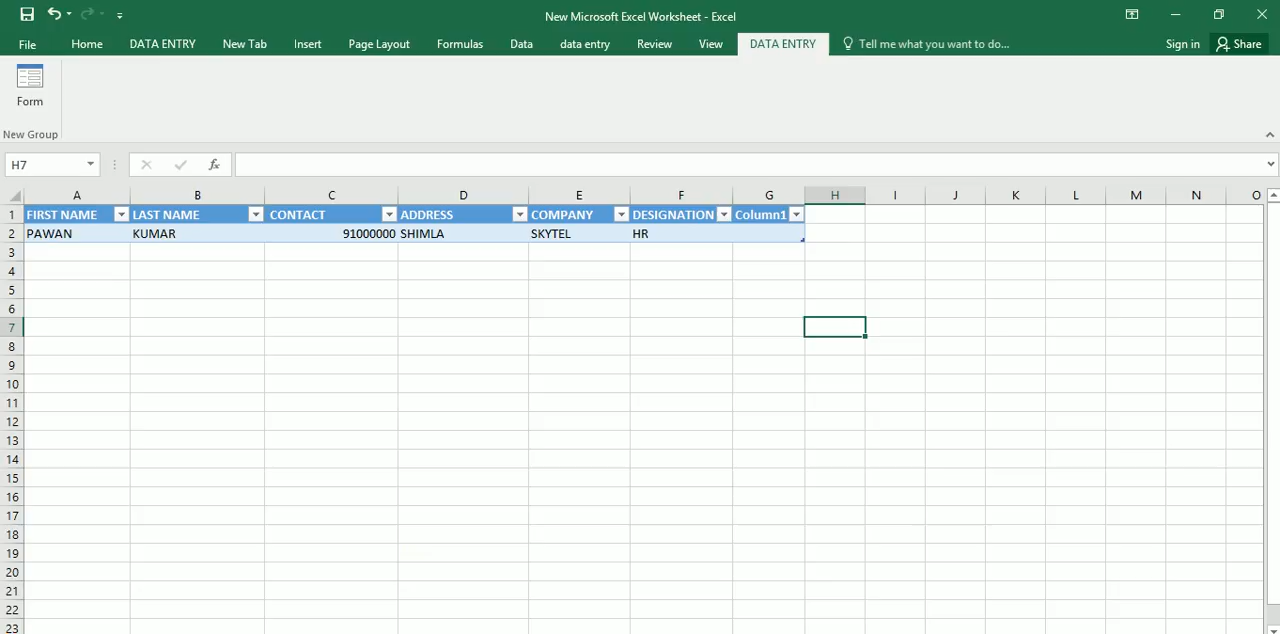 New Microsoft Excel Worksheet - Excel
File Home DATA ENTRY New Tab Insert Page Layout Formulas Data data entry Review View DATA ENTRY Tell me what you want to do... Sign in Share
Form
New Group
H7 fx
A B C D E F G H I J K L M N O
1 FIRST NAME LAST NAME CONTACT ADDRESS COMPANY DESIGNATION Column1
2 PAWAN KUMAR 91000000 SHIMLA SKYTEL HR
3
4
5
6
7
8
9
10
11
12
13
14
15
16
17
18
19
20
21
22
23